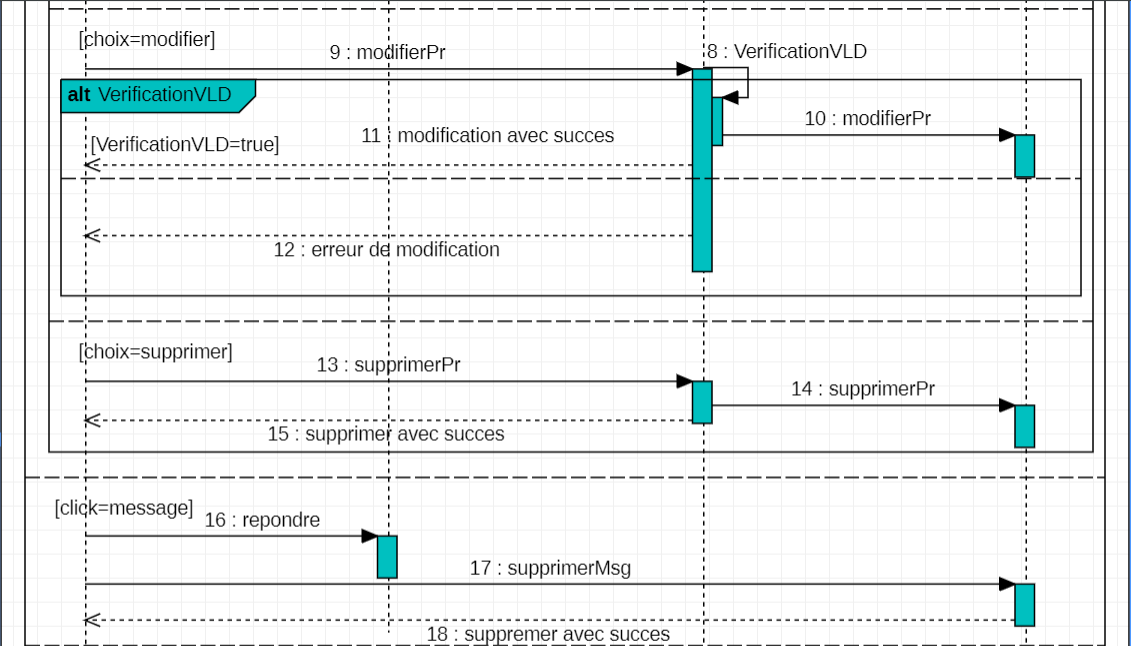 [choix=modifier]
9 : modifierPr
8 : VerificationVLD
alt VerificationVLD
10 : modifierPr
11 : modification avec succes
[VerificationVLD=true]
12 : erreur de modification
[choix=supprimer]
13 : supprimerPr
14 : supprimerPr
15 : supprimer avec succes
[click=message]
16 : repondre
17 : supprimerMsg
18 : suppremer avec succes